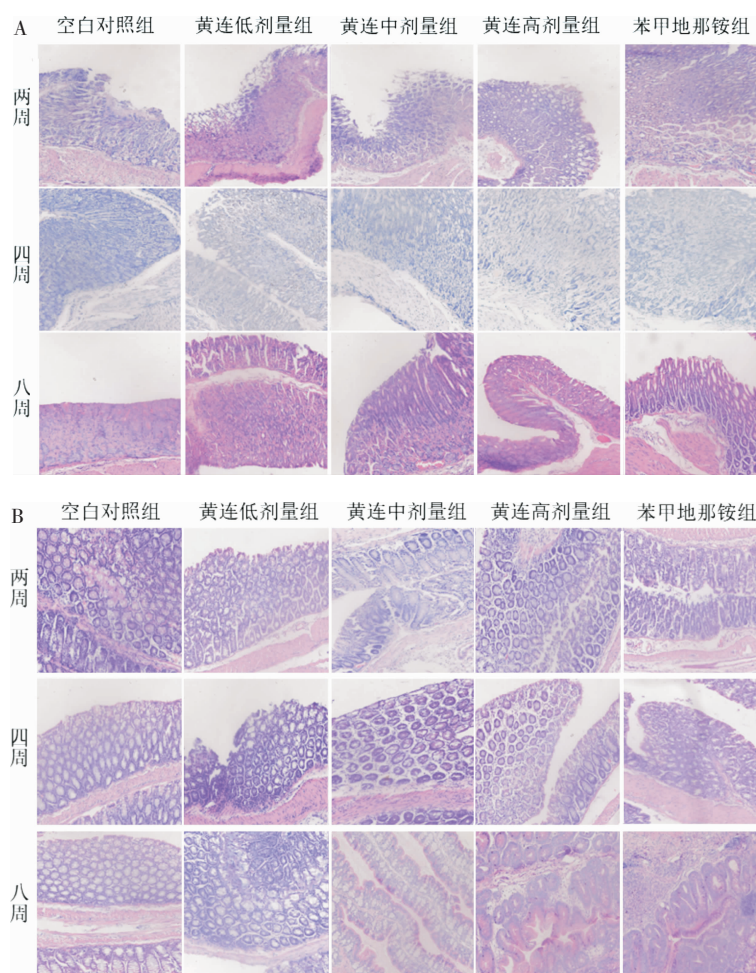 A 空白对照组 黄连低剂量组 黄连中剂量组 黄连高剂量组 苯甲地那铵组
两周
四周
八周
B 空白对照组 黄连低剂量组 黄连中剂量组 黄连高剂量组 苯甲地那铵组
两周
四周
八周